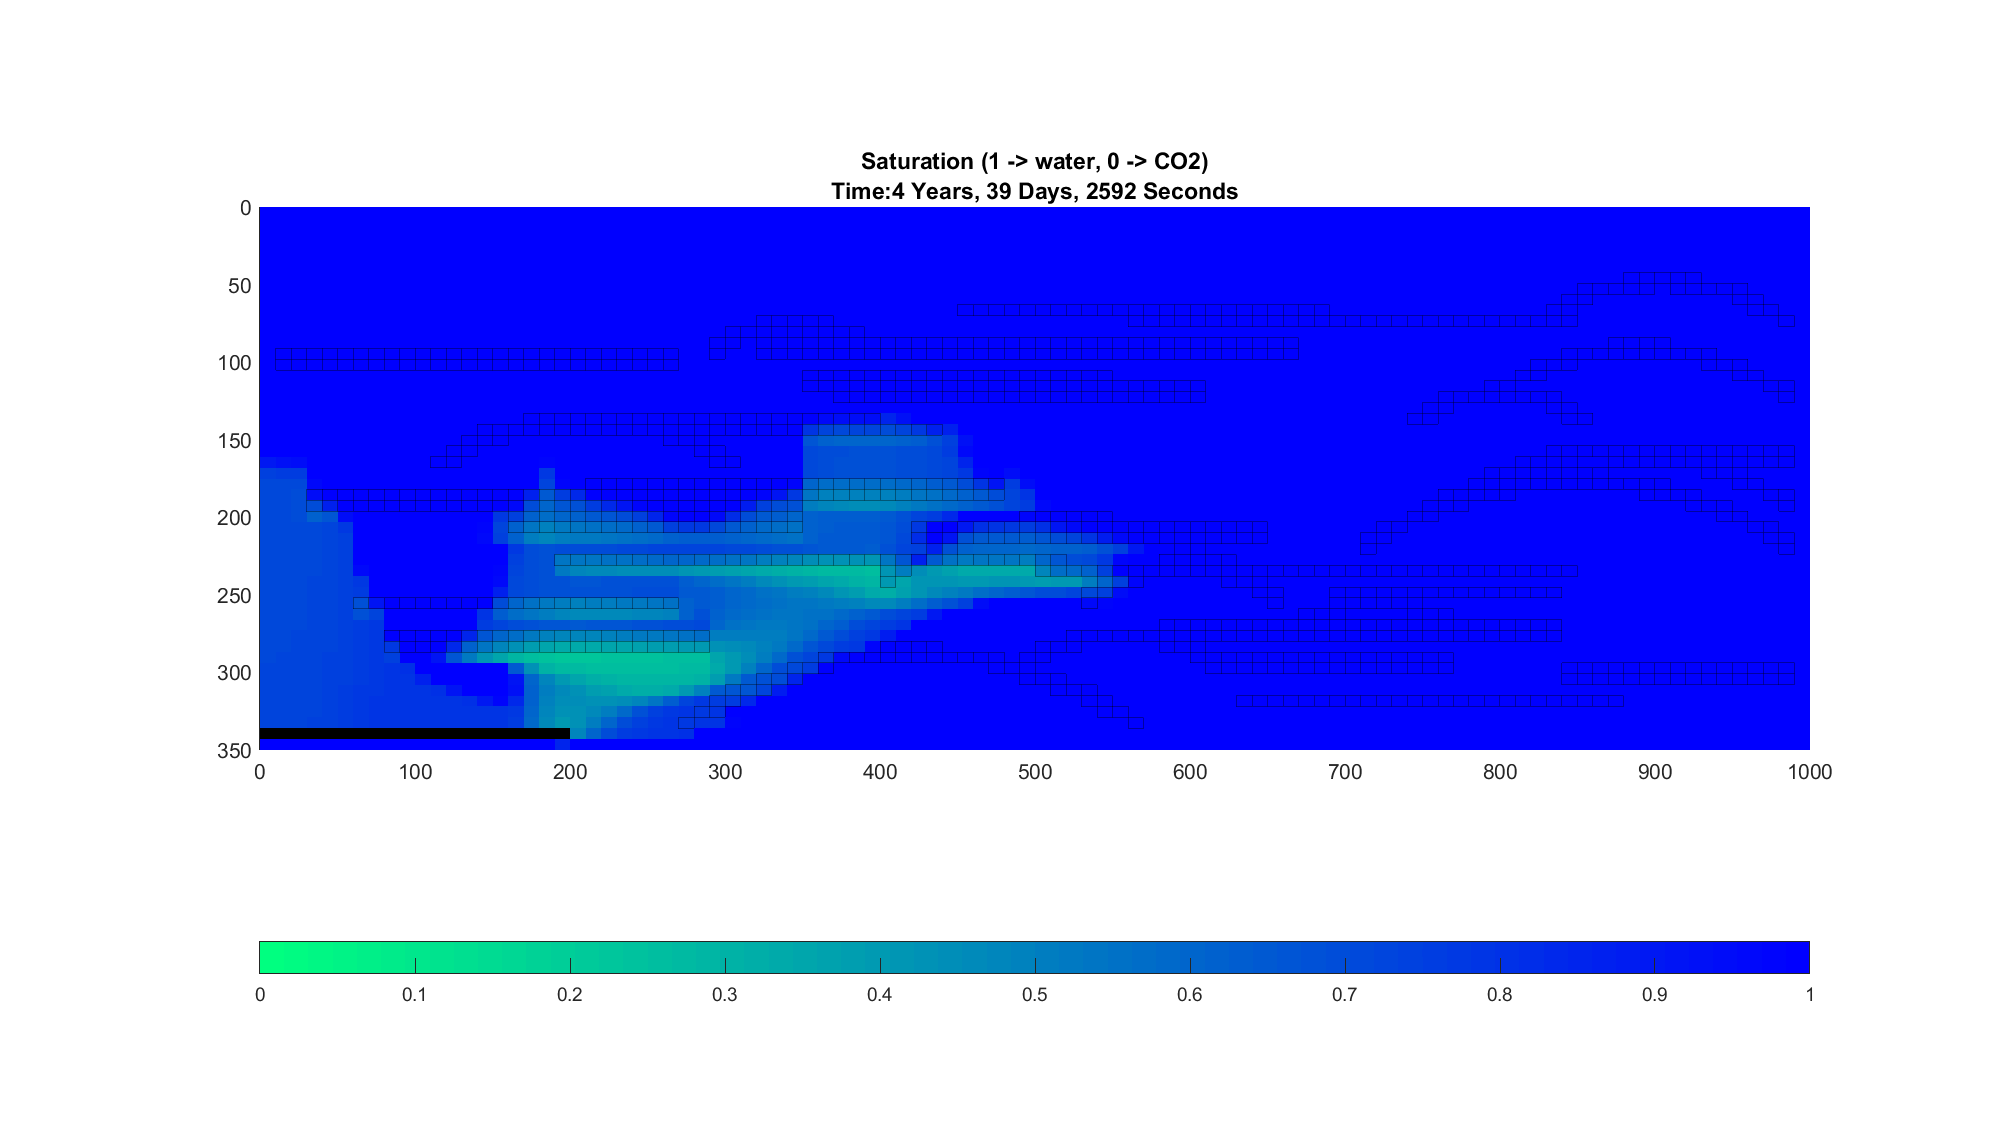 Saturation (1 -> water, 0 -> CO2)
Time:4 Years, 39 Days, 2592 Seconds
0
50
100
150
200
250
300
350
0 100 200 300 400 500 600 700 800 900 1000
0 0.1 0.2 0.3 0.4 0.5 0.6 0.7 0.8 0.9 1